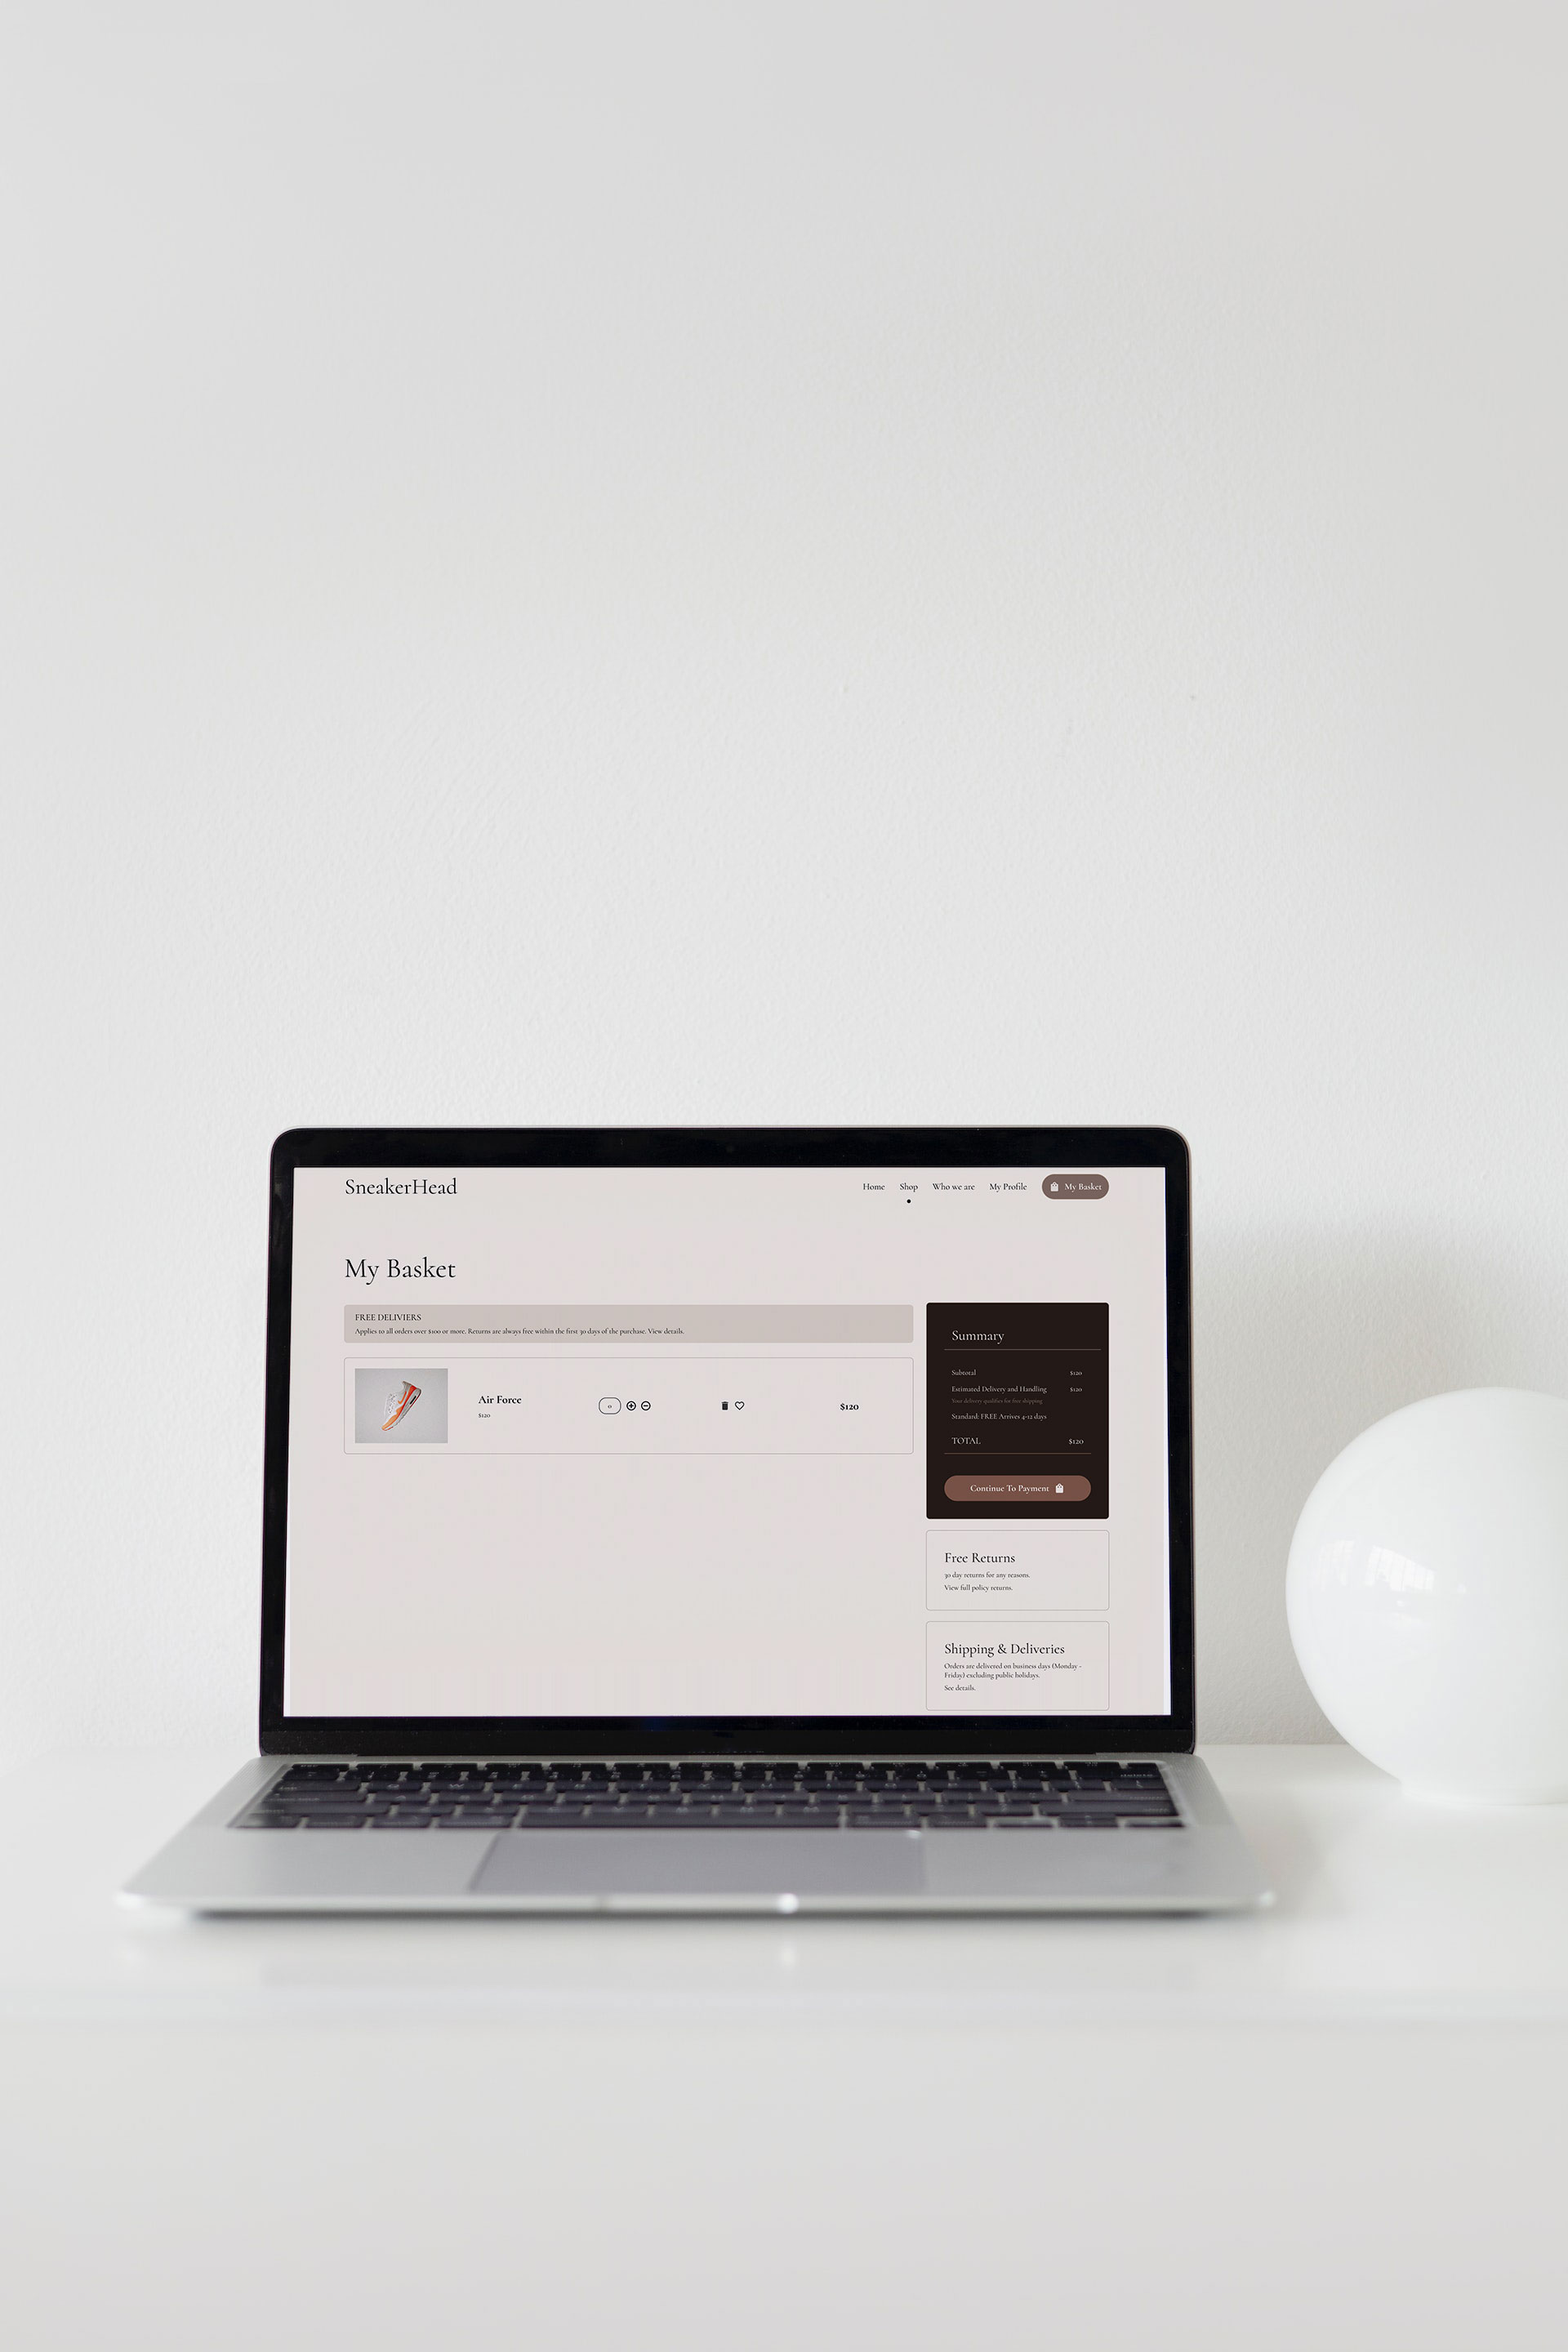 SneakerHead
Home Shop Who we are My Profile My Basket
My Basket
FREE DELIVIERS
Applies to all orders over $100 or more. Returns are always free within the first 30 days of the purchase. View details.
Air Force
$120
0
$120
Summary
Subtotal $120
Estimated Delivery and Handling $120
Your delivery qualifies for free shipping
Standard: FREE Arrives 4-12 days
TOTAL $120
Continue To Payment
Free Returns
30 day returns for any reasons.
View full policy returns.
Shipping & Deliveries
Orders are delivered on business days (Monday -
Friday) excluding public holidays.
See details.